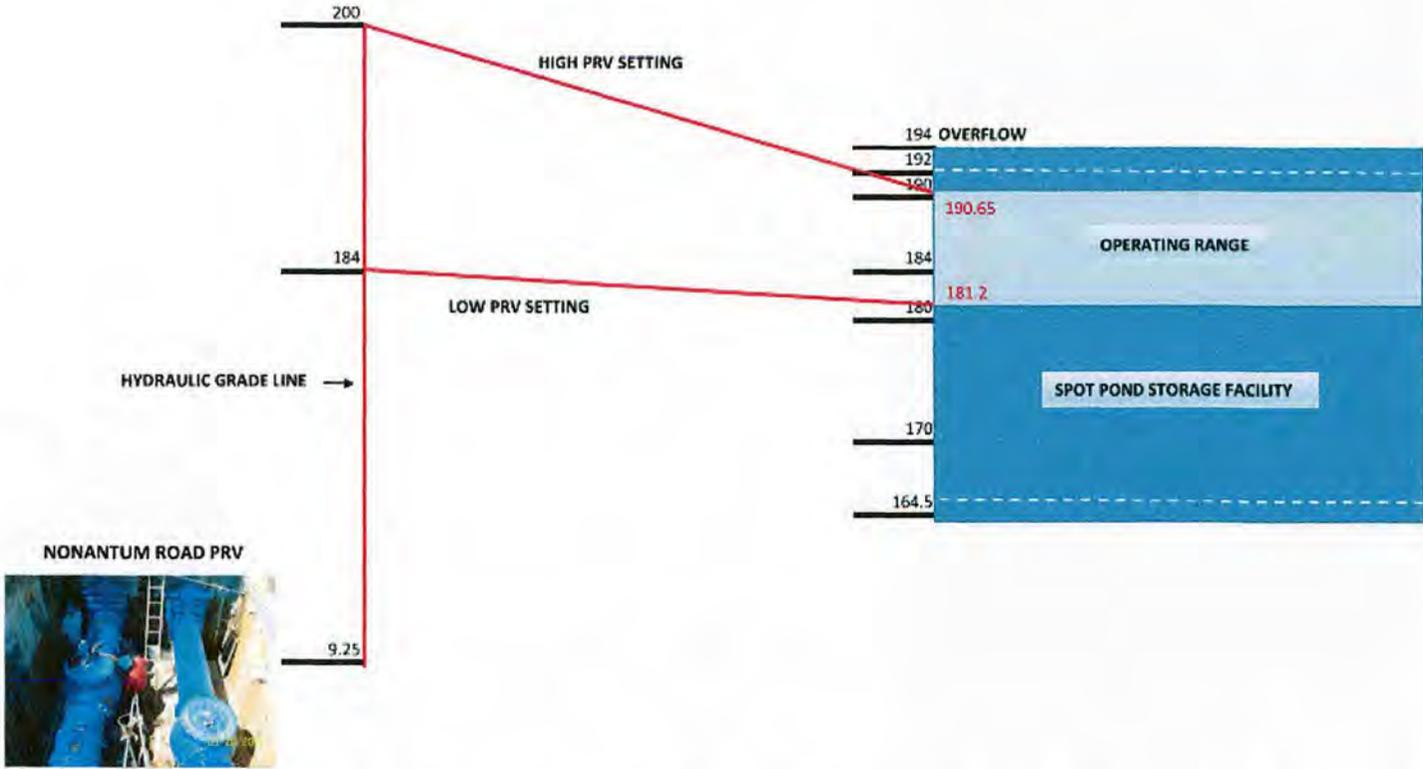 200
HIGH PRV SETTING
194 OVERFLOW
192
190
190.65
OPERATING RANGE
184
184
181.2
LOW PRV SETTING
180
HYDRAULIC GRADE LINE
SPOT POND STORAGE FACILITY
170
164.5
NONANTUM ROAD PRV
9.25